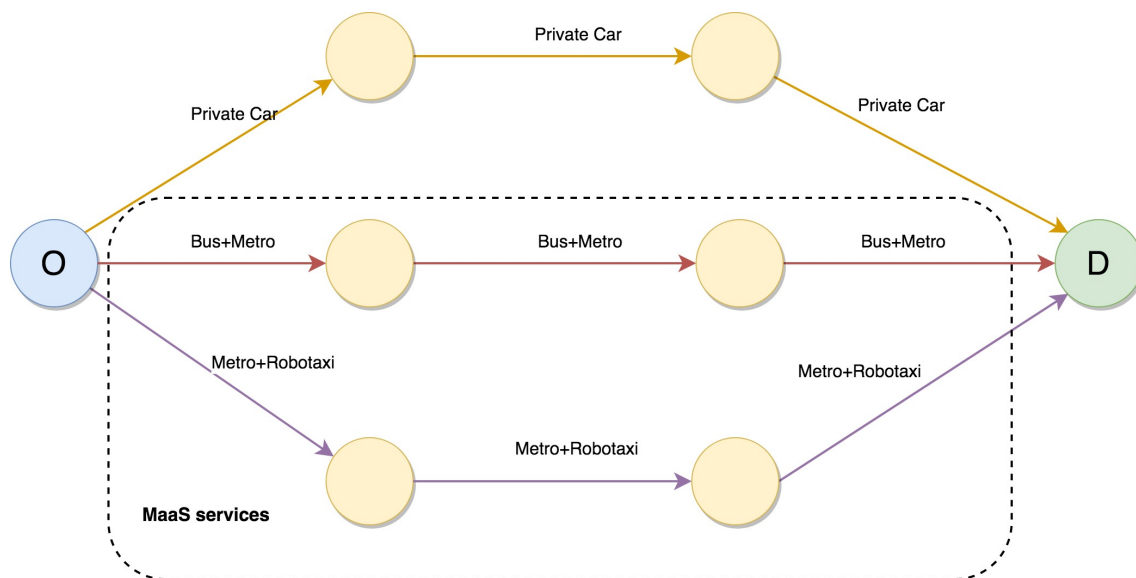 Private Car
Private Car
Private Car
O
Bus+Metro
Bus+Metro
Bus+Metro
D
Metro+Robotaxi
Metro+Robotaxi
Metro+Robotaxi
MaaS services